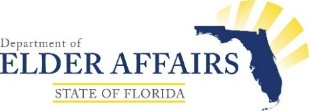 Department of
ELDER AFFAIRS
STATE OF FLORIDA